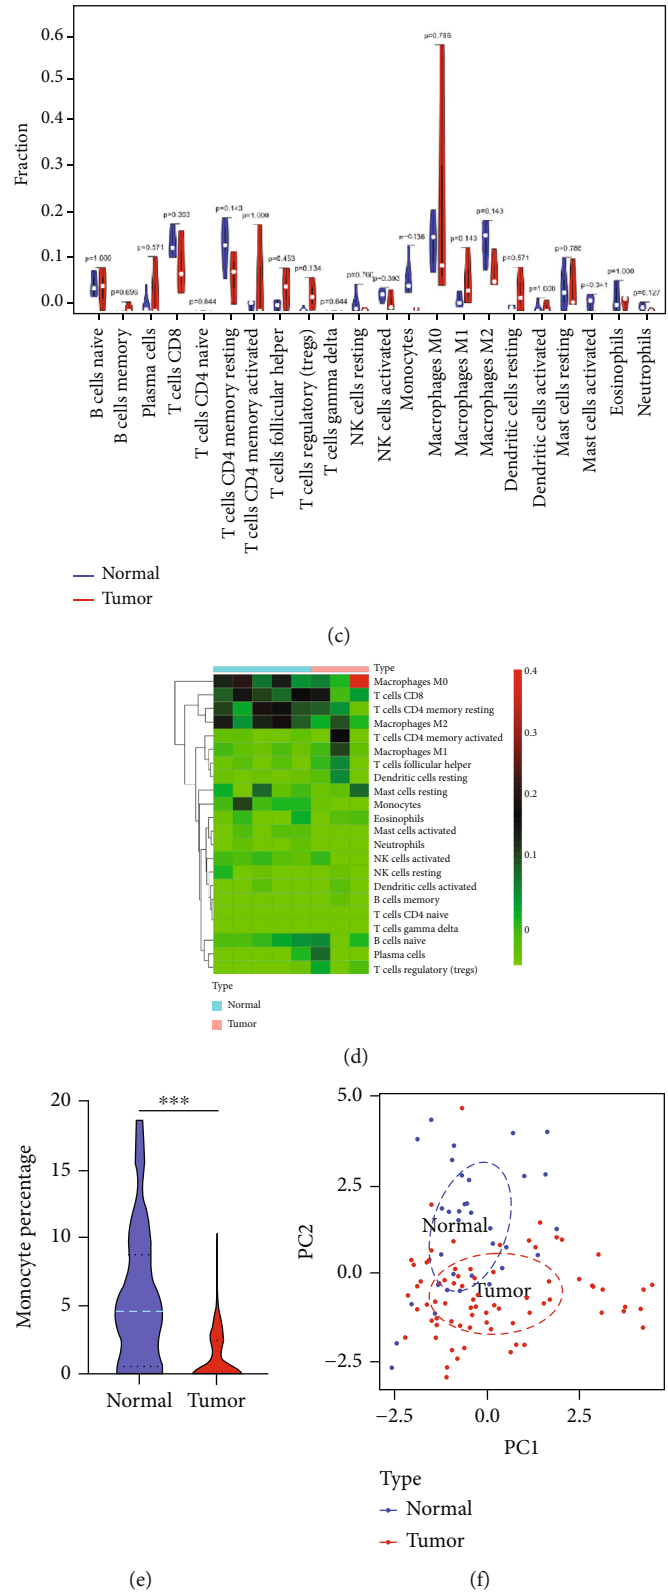 0.6
0.5
0.3
0.2
0.1
0.0
Fraction
p=1.000
p=0.696
p=0.571
p=0.303
p=0.844
p=0.143
p=1.000
p=0.453
p=0.134
p=0.844
p=0.393
p=0.786
p=0.143
p=0.143
p=0.571
p=1.000
p=0.786
p=0.341
p=1.000
p=0.127
B cells naive
B cells memory
Plasma cells
T cells CD8
T cells CD4 naive
T cells CD4 memory resting
T cells CD4 memory activated
T cells follicular helper
T cells regulatory (tregs)
T cells gamma delta
NK cells resting
NK cells activated
Monocytes
Macrophages M0
Macrophages M1
Macrophages M2
Dendritic cells resting
Dendritic cells activated
Mast cells resting
Mast cells activated
Eosinophils
Neutrophils
Normal
Tumor
(c)
Type
Macrophages M0
T cells CD8
T cells CD4 memory resting
Macrophages M2
T cells CD4 memory activated
Macrophages M1
T cells follicular helper
Dendritic cells resting
Mast cells resting
Monocytes
Eosinophils
Mast cells activated
Neutrophils
NK cells activated
NK cells resting
Dendritic cells activated
B cells memory
T cells CD4 naive
T cells gamma delta
B cells naive
Plasma cells
T cells regulatory (tregs)
0.4
0.3
0.2
0.1
0
Type
Normal
Tumor
(d)
20
15
10
5
0
Monocyte percentage
***
Normal
Tumor
(e)
5.0
2.5
0.0
−2.5
PC2
Normal
Tumor
−2.5
0.0
2.5
PC1
Type
Normal
Tumor
(f)